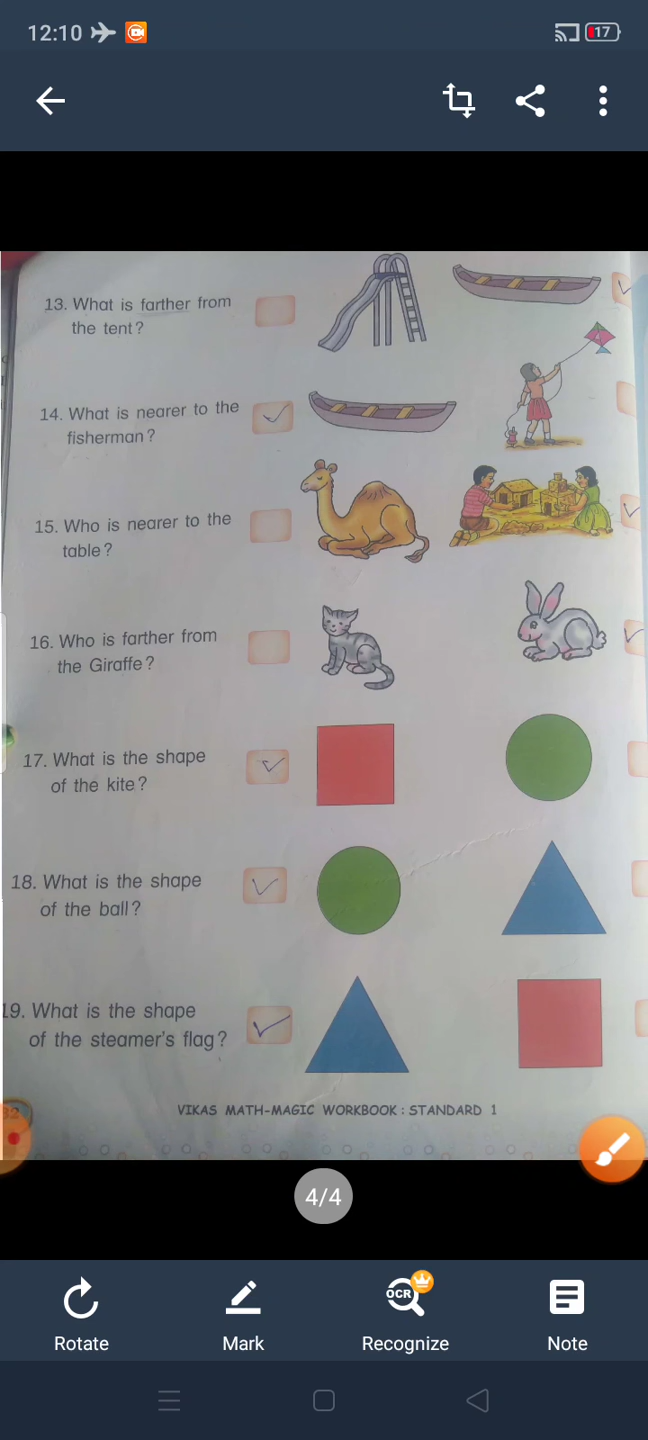 12:10
17
13. What is farther from
the tent?
14. What is nearer to the
fisherman?
15. Who is nearer to the
table?
16. Who is farther from
the Giraffe?
17. What is the shape
of the kite?
18. What is the shape
of the ball?
19. What is the shape
of the steamer's flag?
32
VIKAS MATH-MAGIC WORKBOOK : STANDARD 1
4/4
OCR
Rotate
Mark
Recognize
Note